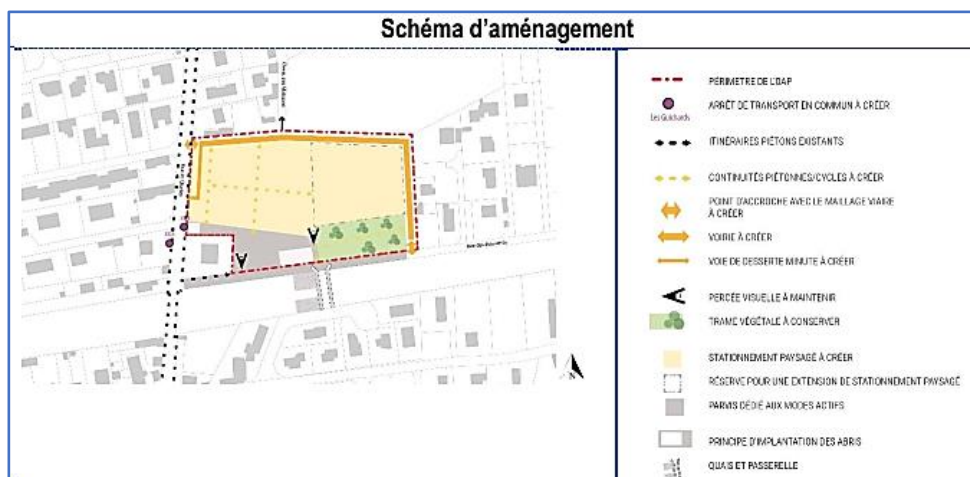 Schéma d'aménagement
PÉRIMETRE DE L'OAP
ARRÊT DE TRANSPORT EN COMMUN À CRÉER
Les Guichards
ITINÉRAIRES PIÉTONS EXISTANTS
CONTINUITÉS PIÉTONNES/CYCLES À CRÉER
POINT D'ACCROCHE AVEC LE MAILLAGE VIAIRE
À CRÉER
VOIRIE À CRÉER
VOIE DE DESSERTE MINUTE À CRÉER
PERCÉE VISUELLE À MAINTENIR
TRAME VÉGÉTALE À CONSERVER
STATIONNEMENT PAYSAGÉ À CRÉER
RÉSERVE POUR UNE EXTENSION DE STATIONNEMENT PAYSAGÉ
PARVIS DÉDIÉ AUX MODES ACTIFS
PRINCIPE D'IMPLANTATION DES ABRIS
QUAIS ET PASSERELLE
N